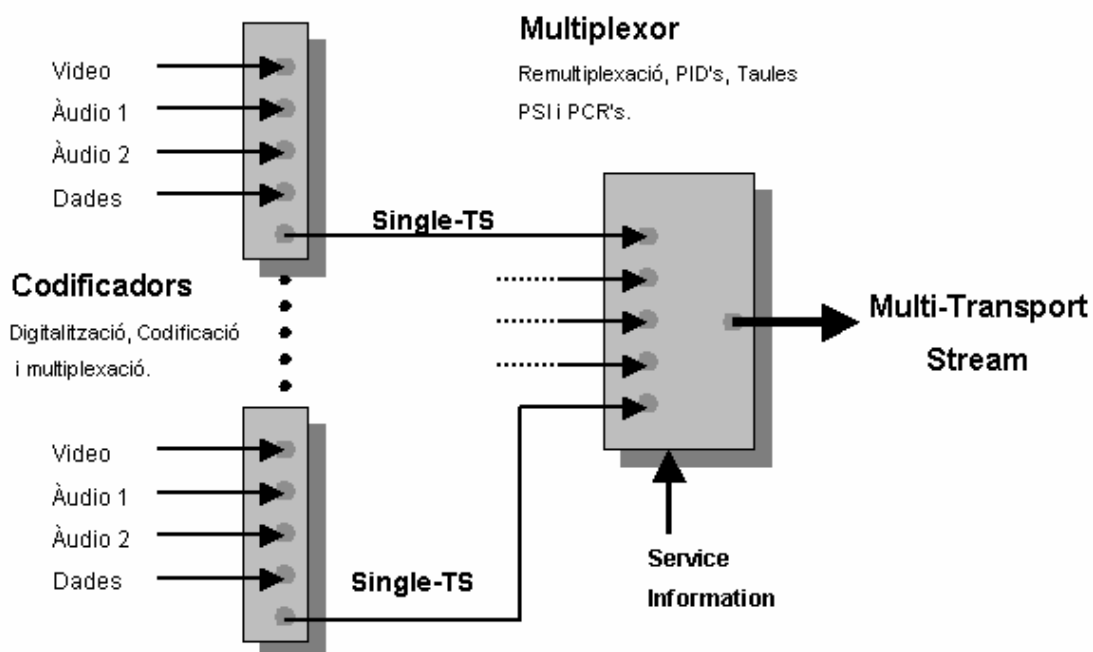 Multiplexor
Remultiplexació, PID's, Taules
PSI i PCR's.
Video
Àudio 1
Àudio 2
Dades
Single-TS
Codificadors
Digitalització, Codificació
i multiplexació.
Multi-Transport
Stream
Video
Àudio 1
Àudio 2
Dades
Single-TS
Service
Information